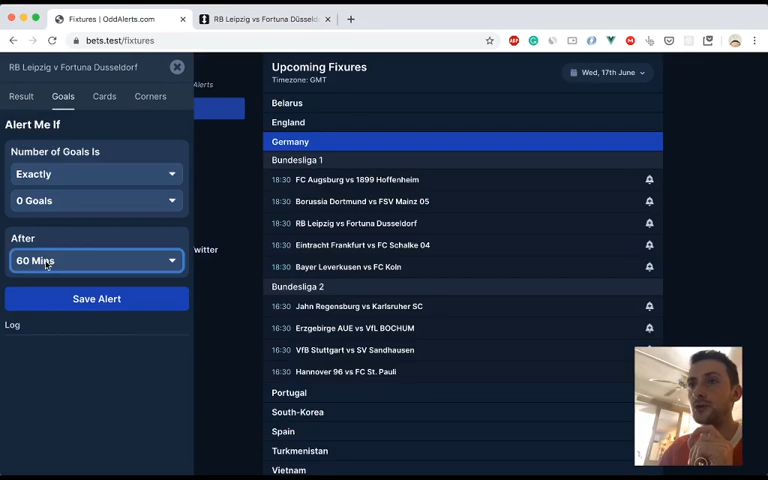 Fixtures | OddAlerts.com
RB Leipzig vs Fortuna Düsseld
bets.test/fixtures
RB Leipzig v Fortuna Dusseldorf
Result Goals Cards Corners
Alert Me If
Number of Goals Is
Exactly
0 Goals
After
60 Mins
Save Alert
Log
Alerts
witter
Upcoming Fixtures
Timezone: GMT
Wed, 17th June
Belarus
England
Germany
Bundesliga 1
18:30 FC Augsburg vs 1899 Hoffenheim
18:30 Borussia Dortmund vs FSV Mainz 05
18:30 RB Leipzig vs Fortuna Dusseldorf
16:30 Eintracht Frankfurt vs FC Schalke 04
18:30 Bayer Leverkusen vs FC Koln
Bundesliga 2
16:30 Jahn Regensburg vs Karlsruher SC
16:30 Erzgebirge AUE vs VfL BOCHUM
16:30 VfB Stuttgart vs SV Sandhausen
16:30 Hannover 96 vs FC St. Pauli
Portugal
South-Korea
Spain
Turkmenistan
Vietnam